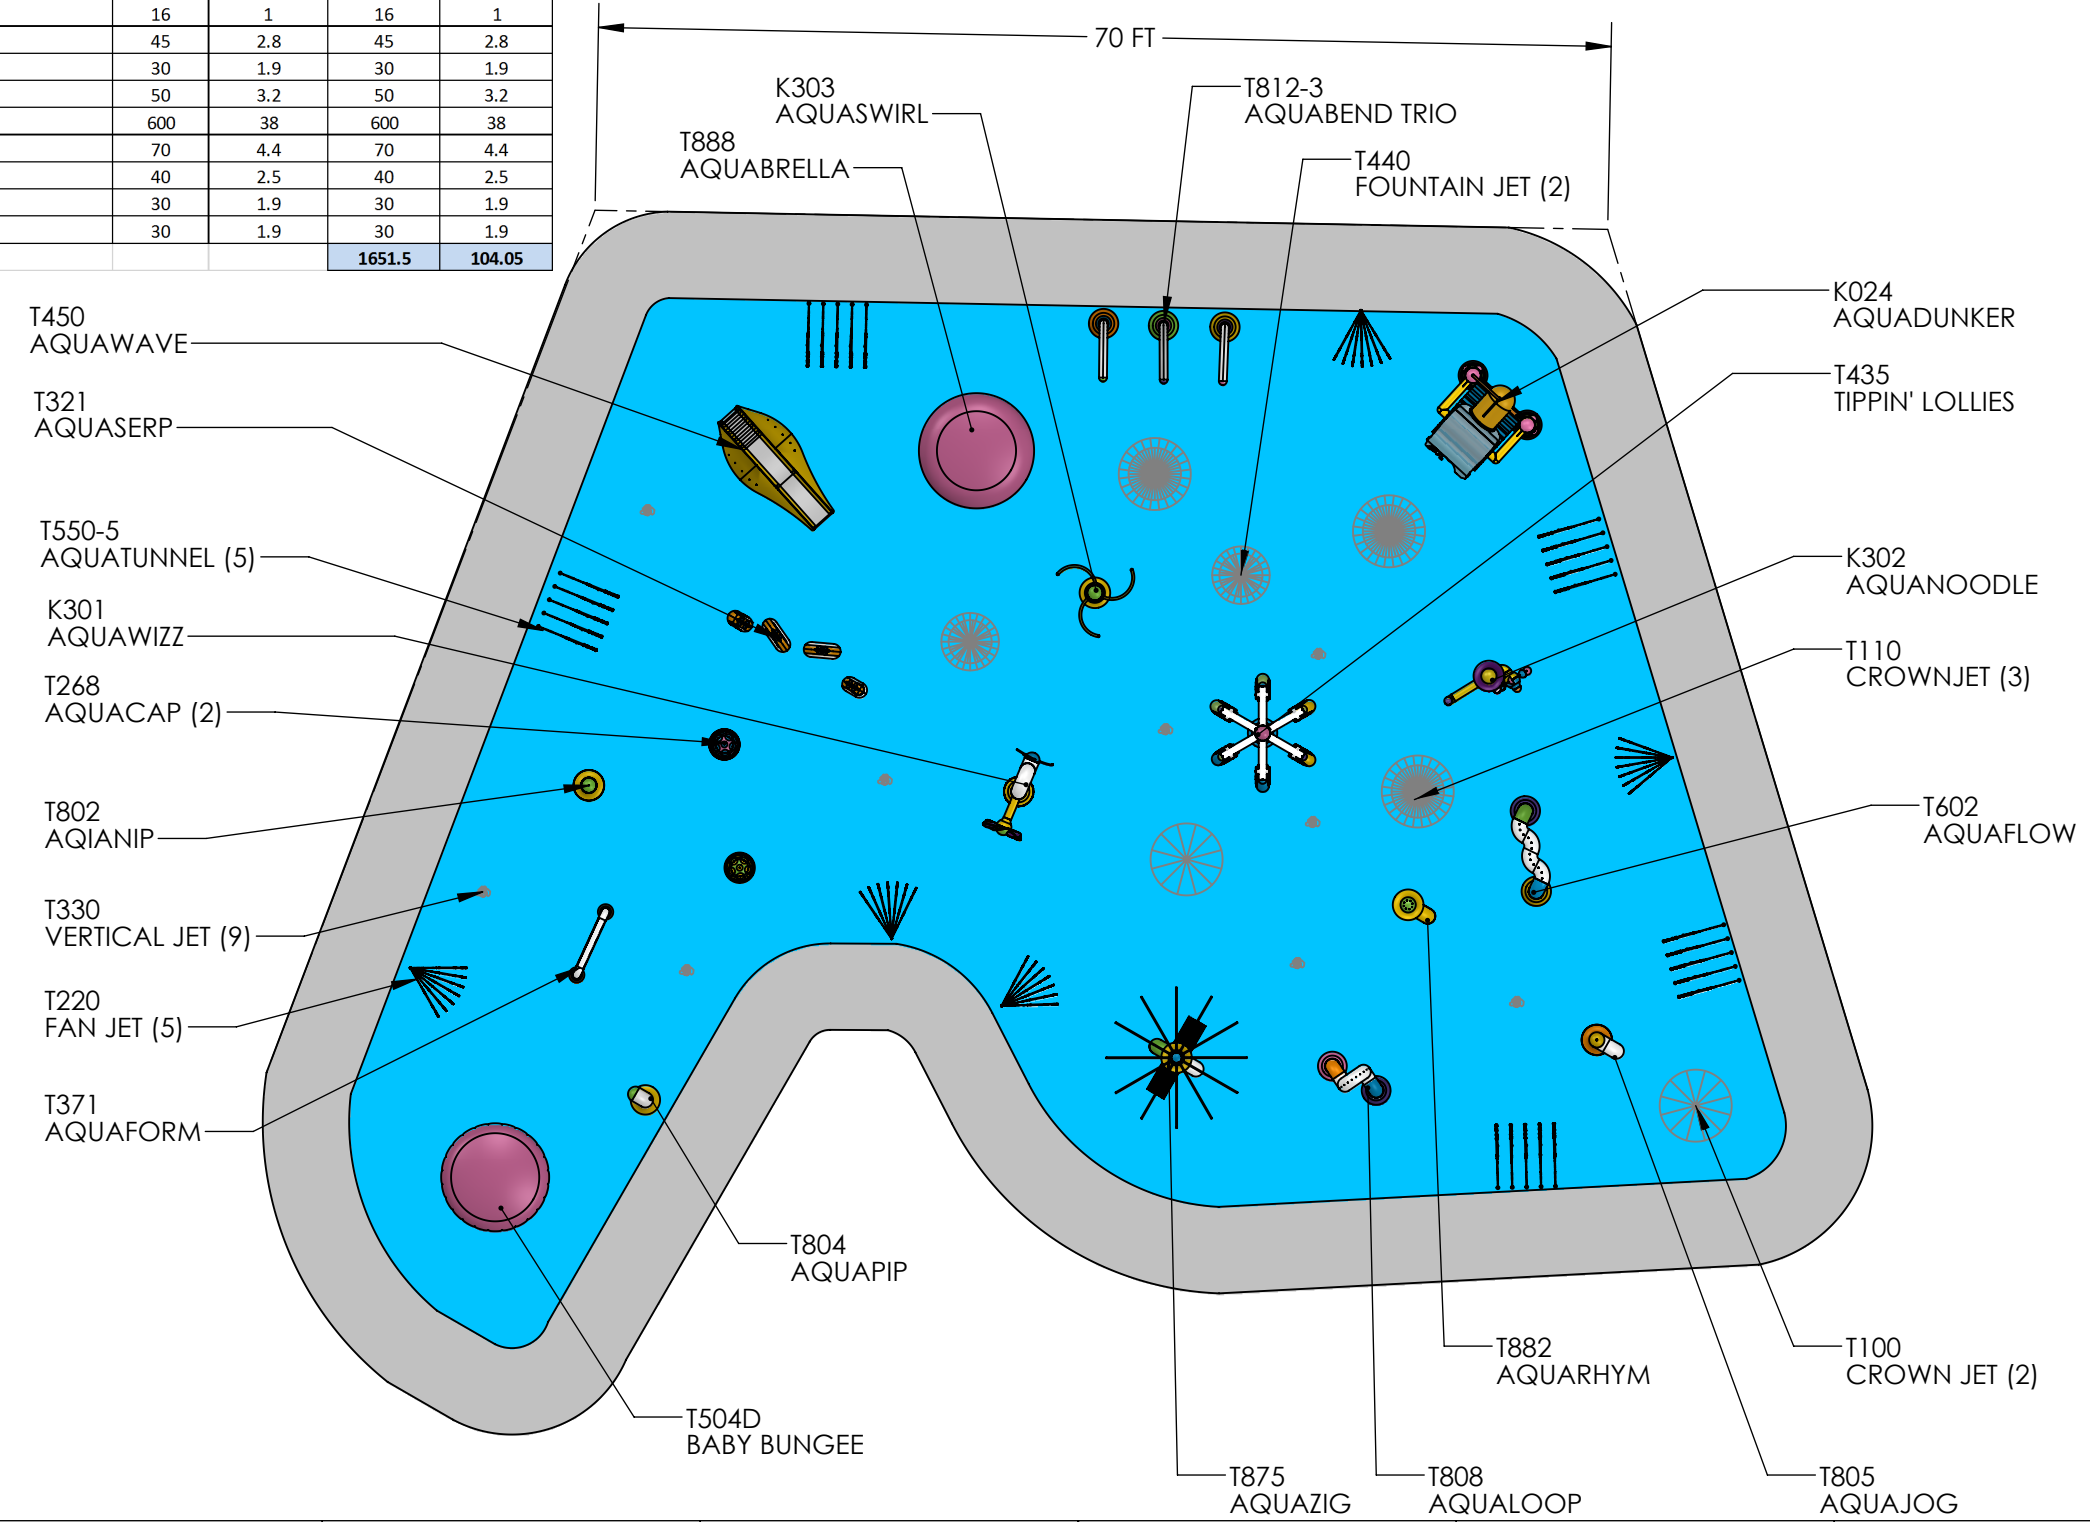 16 1 16 1
45 2.8 45 2.8
30 1.9 30 1.9
50 3.2 50 3.2
600 38 600 38
70 4.4 70 4.4
40 2.5 40 2.5
30 1.9 30 1.9
30 1.9 30 1.9
1651.5 104.05
70 FT
K303
AQUASWIRL
T812-3
AQUABEND TRIO
T888
AQUABRELLA
T440
FOUNTAIN JET (2)
K024
AQUADUNKER
T450
AQUAWAVE
T435
TIPPIN' LOLLIES
T321
AQUASERP
T550-5
AQUATUNNEL (5)
K302
AQUANOODLE
K301
AQUAWIZZ
T110
CROWNJET (3)
T268
AQUACAP (2)
T802
AQIANIP
T602
AQUAFLOW
T330
VERTICAL JET (9)
T220
FAN JET (5)
T371
AQUAFORM
T804
AQUAPIP
T882
AQUARHYM
T100
CROWN JET (2)
T504D
BABY BUNGEE
T875
AQUAZIG
T808
AQUALOOP
T805
AQUAJOG